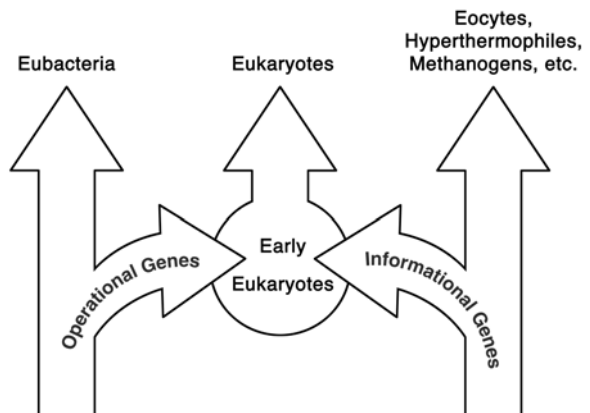 Eubacteria
Eukaryotes
Eocytes,
Hyperthermophiles,
Methanogens, etc.
Operational Genes
Early
Eukaryotes
Informational Genes